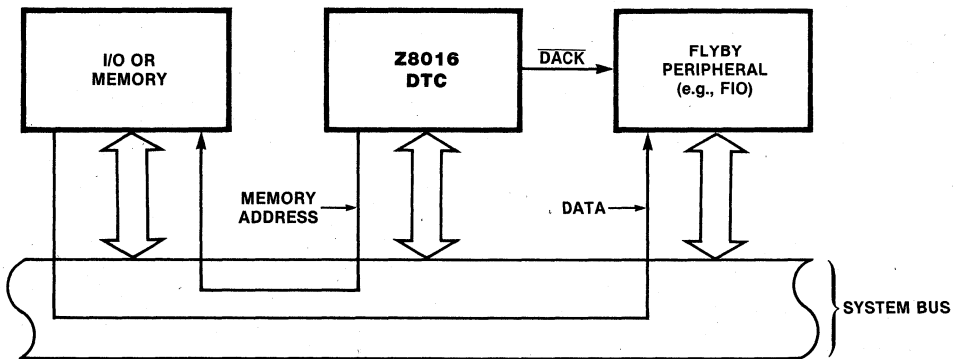 I/O OR
MEMORY
Z8016
DTC
DACK
FLYBY
PERIPHERAL
(e.g., FIO)
MEMORY
ADDRESS
DATA
SYSTEM BUS